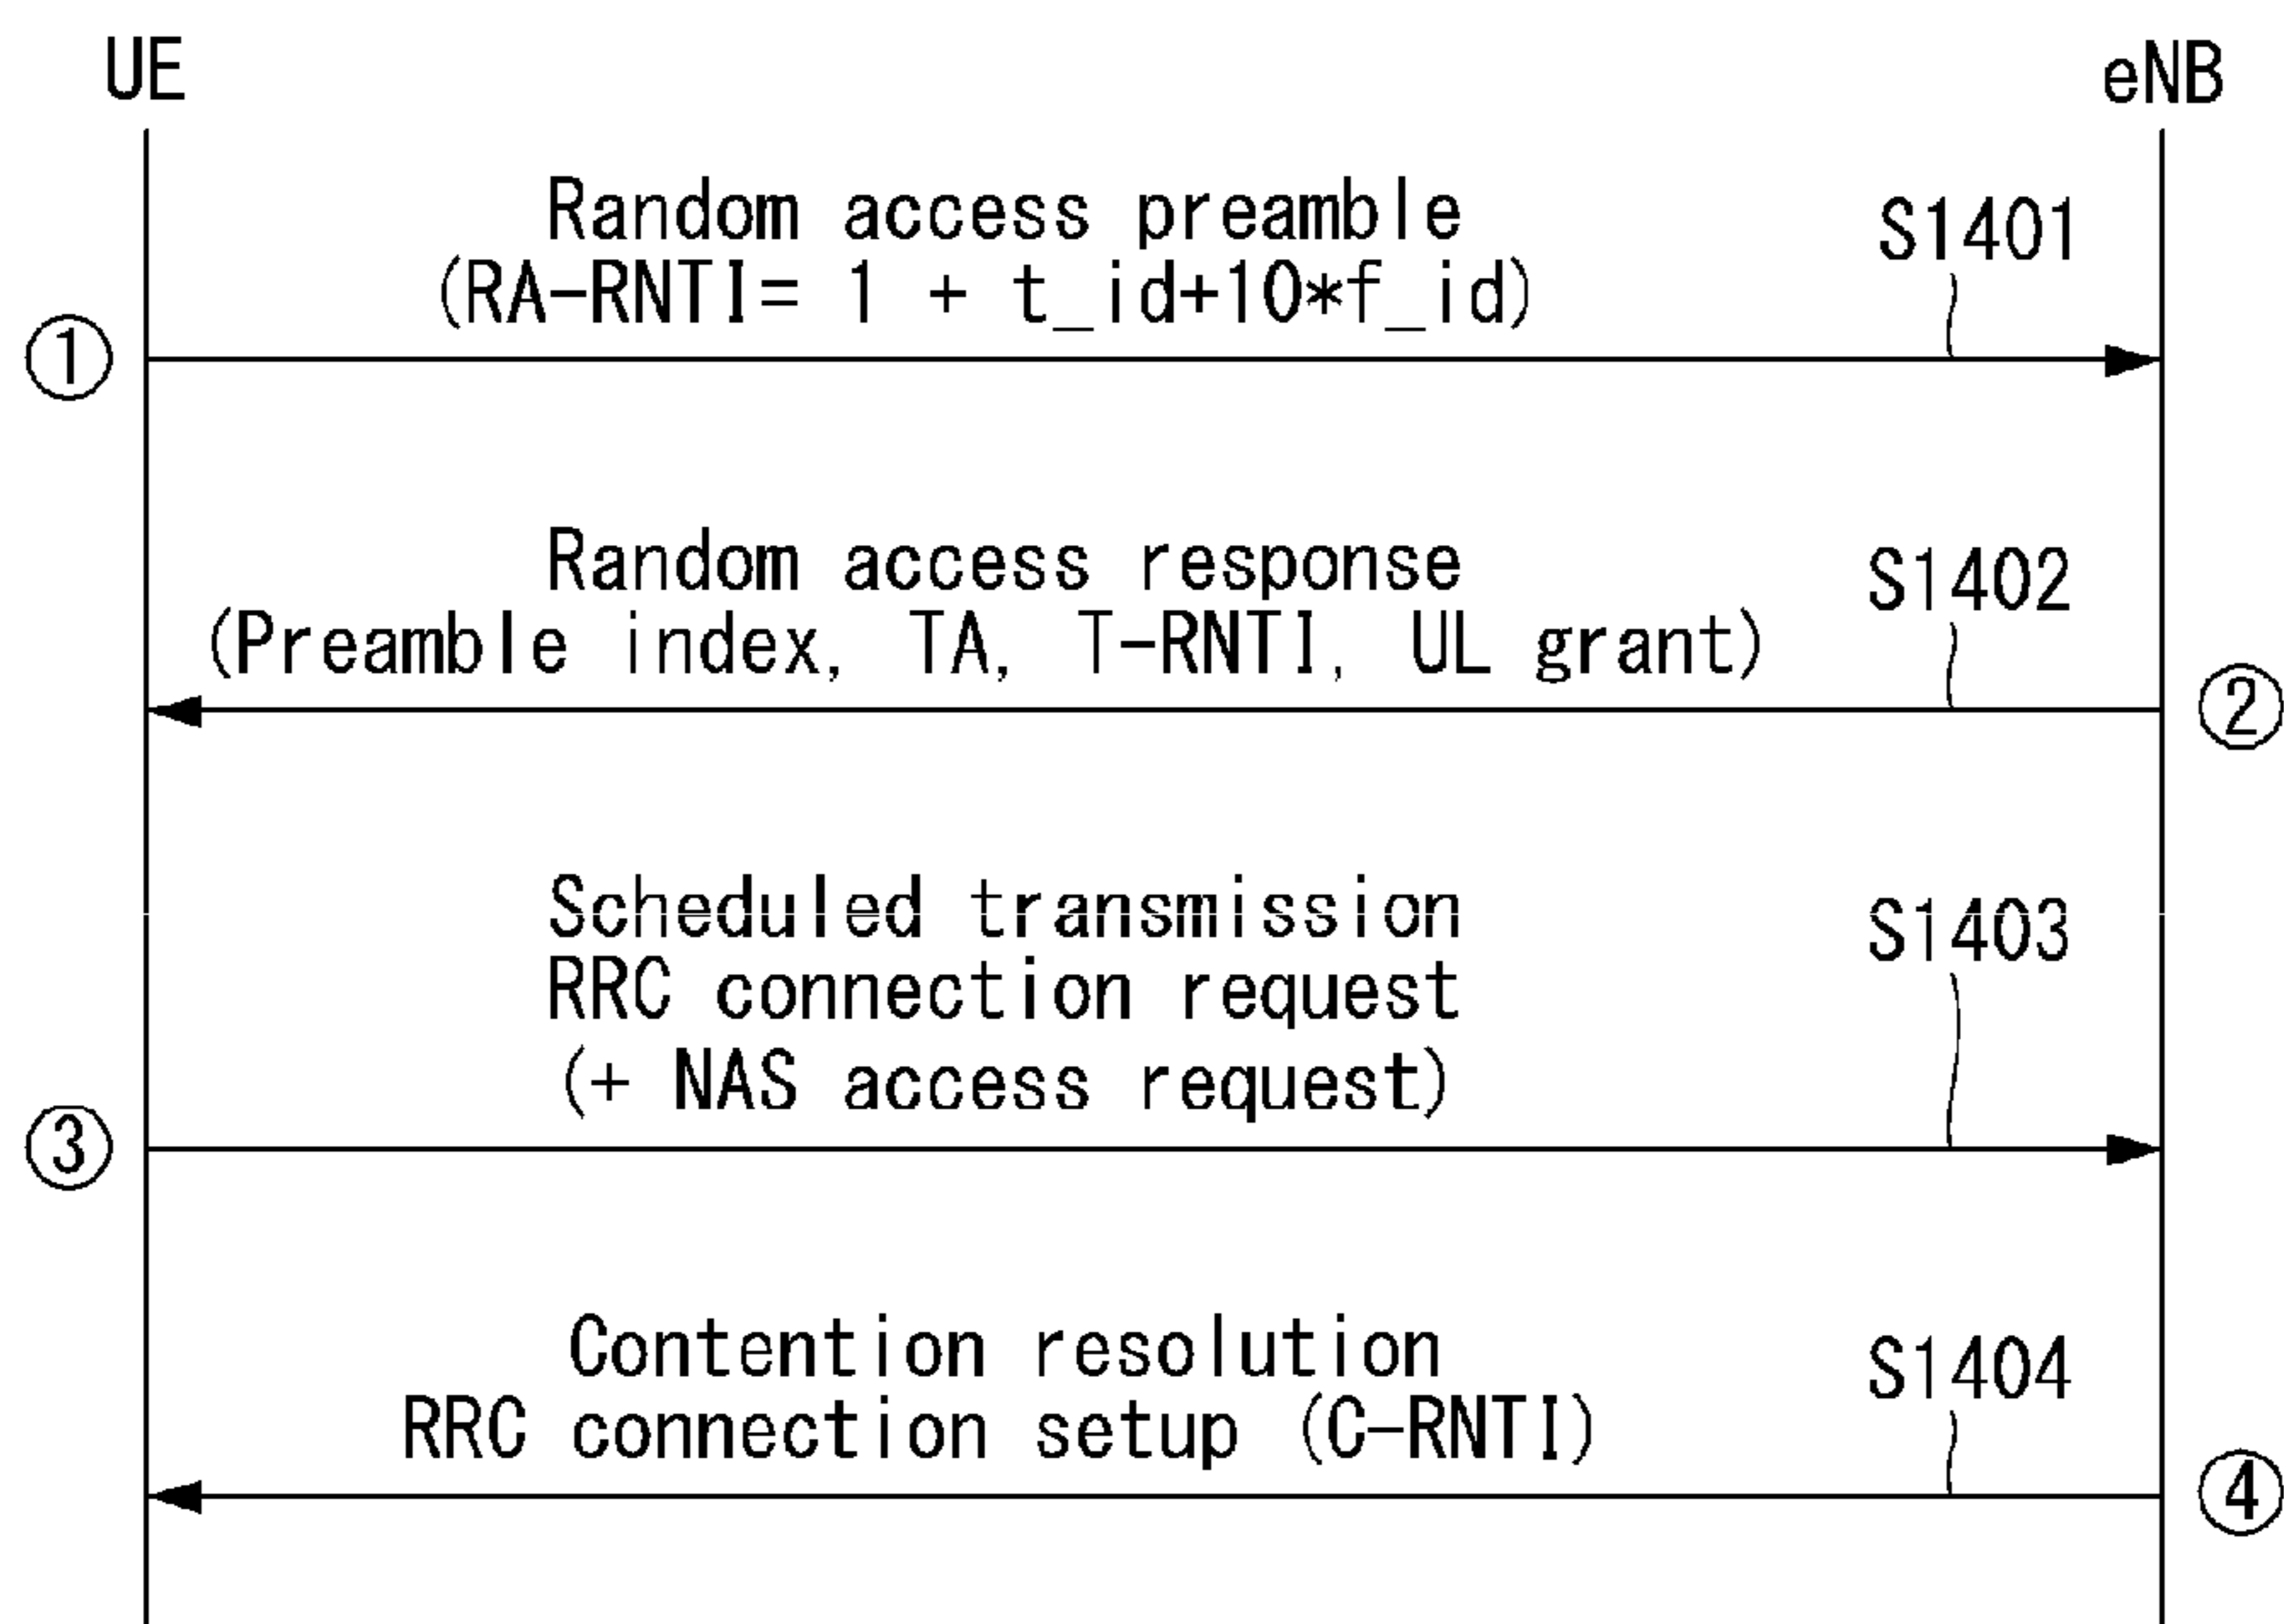 UE
eNB
Random access preamble
(RA-RNTI= 1 + t_id+10*f_id)
S1401
①
Random access response
(Preamble index, TA, T-RNTI, UL grant)
S1402
②
Scheduled transmission
RRC connection request
(+ NAS access request)
S1403
③
Contention resolution
RRC connection setup (C-RNTI)
S1404
④